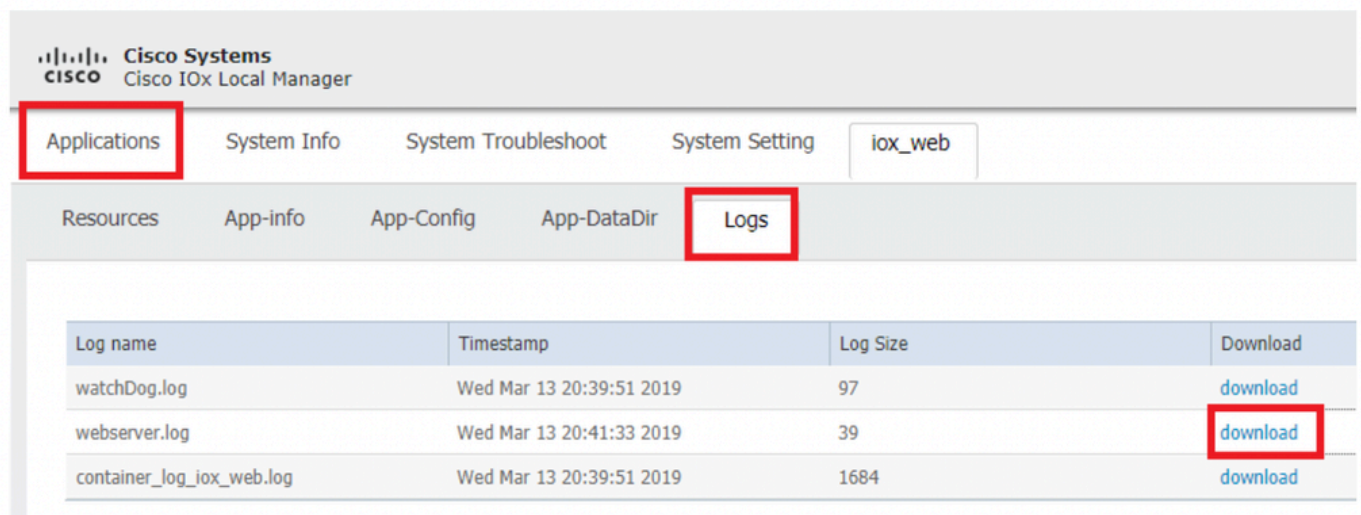 Cisco Systems
CISCO Cisco IOx Local Manager
Applications System Info System Troubleshoot System Setting iox_web
Resources App-info App-Config App-DataDir Logs
Log name Timestamp Log Size Download
watchDog.log Wed Mar 13 20:39:51 2019 97 download
webserver.log Wed Mar 13 20:41:33 2019 39 download
container_log_iox_web.log Wed Mar 13 20:39:51 2019 1684 download